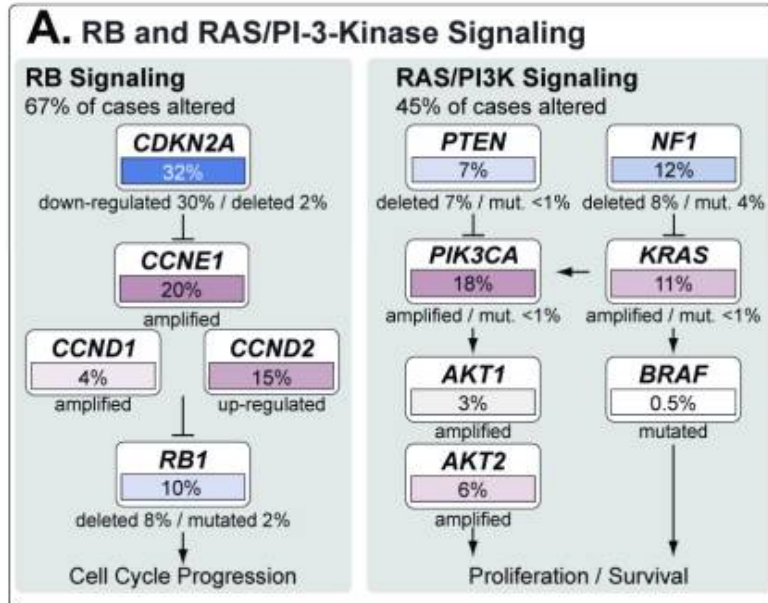 A. RB and RAS/PI-3-Kinase Signaling
RB Signaling
67% of cases altered
CDKN2A
32%
down-regulated 30% / deleted 2%
CCNE1
20%
amplified
CCND1
4%
amplified
CCND2
15%
up-regulated
RB1
10%
deleted 8% / mutated 2%
Cell Cycle Progression
RAS/PI3K Signaling
45% of cases altered
PTEN
7%
deleted 7% / mut. <1%
NF1
12%
deleted 8% / mut. 4%
PIK3CA
18%
amplified / mut. <1%
KRAS
11%
amplified / mut. <1%
AKT1
3%
amplified
BRAF
0.5%
mutated
AKT2
6%
amplified
Proliferation / Survival